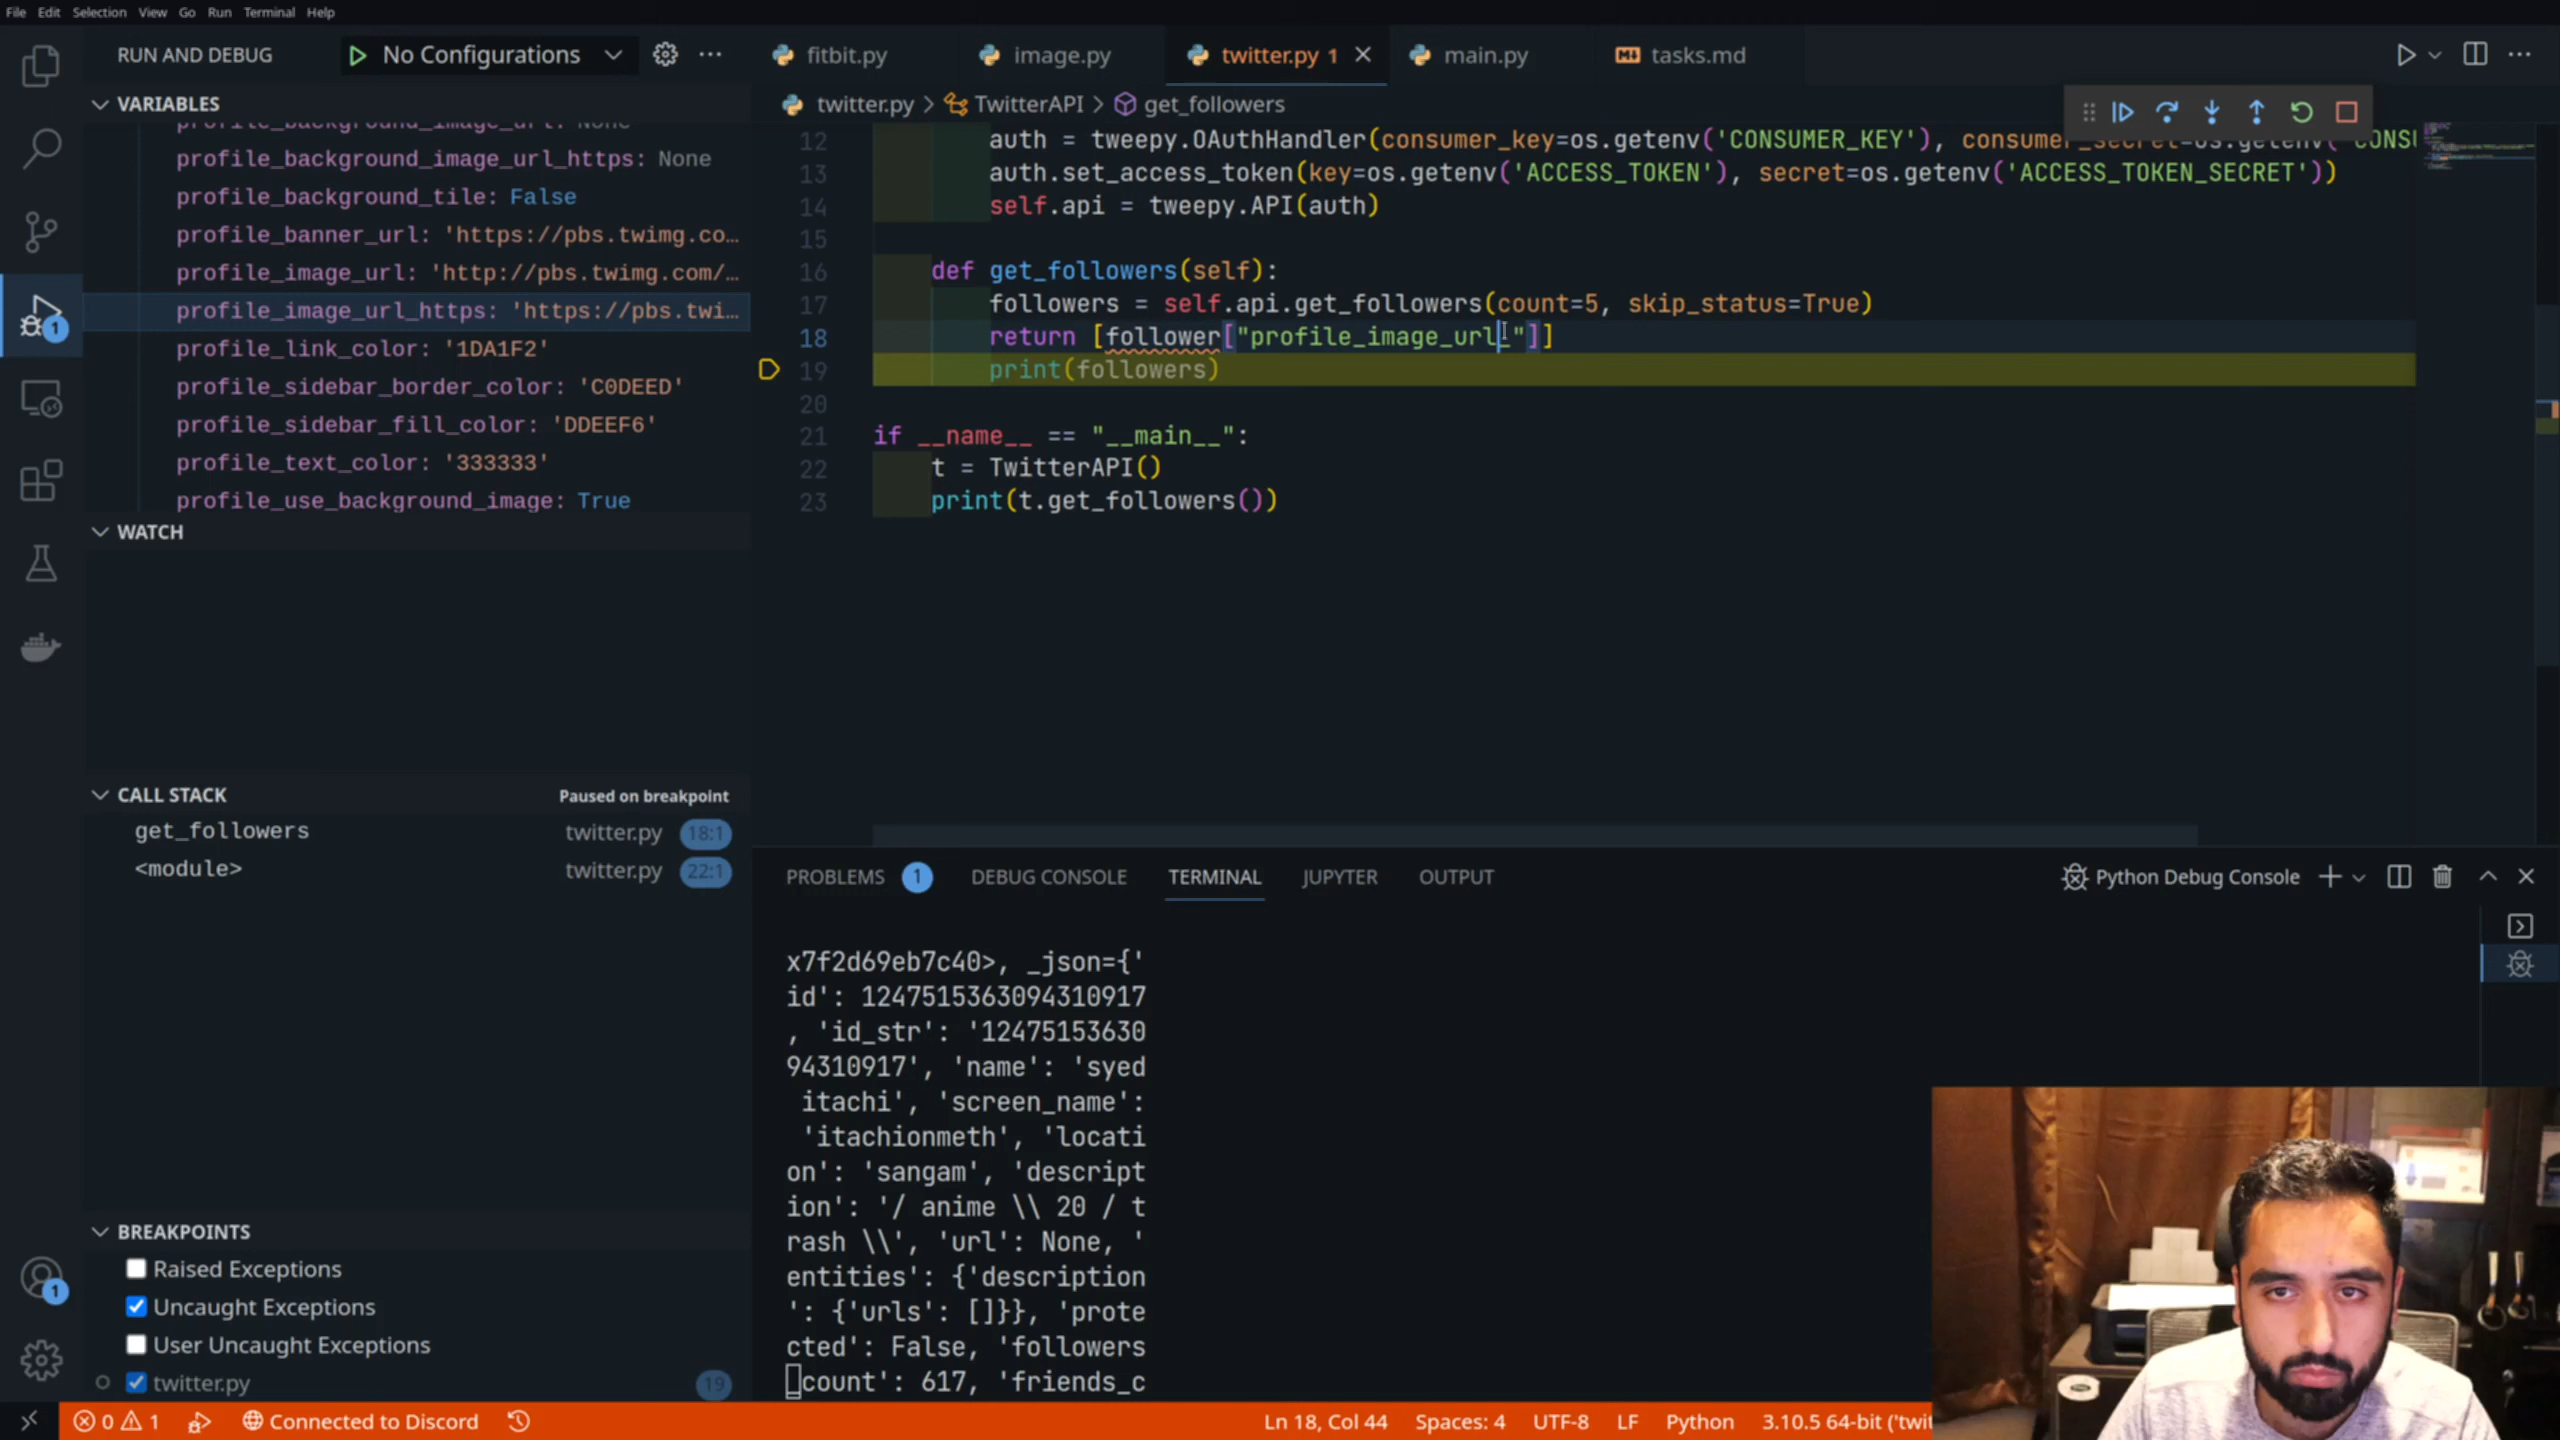 File Edit Selection View Go Run Terminal Help
RUN AND DEBUG No Configurations
fitbit.py image.py twitter.py 1 main.py tasks.md
VARIABLES
profile_background_image_url: None
profile_background_image_url_https: None
profile_background_tile: False
profile_banner_url: 'https://pbs.twimg.co…
profile_image_url: 'http://pbs.twimg.com/…
profile_image_url_https: 'https://pbs.twi…
profile_link_color: '1DA1F2'
profile_sidebar_border_color: 'C0DEED'
profile_sidebar_fill_color: 'DDEEF6'
profile_text_color: '333333'
profile_use_background_image: True
WATCH
CALL STACK Paused on breakpoint
get_followers twitter.py 18:1
<module> twitter.py 22:1
BREAKPOINTS
Raised Exceptions
Uncaught Exceptions
User Uncaught Exceptions
twitter.py 19
twitter.py > TwitterAPI > get_followers
12 auth = tweepy.OAuthHandler(consumer_key=os.getenv('CONSUMER_KEY'), consumer_secret=os.getenv('CONSU
13 auth.set_access_token(key=os.getenv('ACCESS_TOKEN'), secret=os.getenv('ACCESS_TOKEN_SECRET'))
14 self.api = tweepy.API(auth)
15
16 def get_followers(self):
17 followers = self.api.get_followers(count=5, skip_status=True)
18 return [follower["profile_image_url_"]]
19 print(followers)
20
21 if __name__ == "__main__":
22 t = TwitterAPI()
23 print(t.get_followers())
PROBLEMS 1 DEBUG CONSOLE TERMINAL JUPYTER OUTPUT Python Debug Console
x7f2d69eb7c40>, _json={'
id': 1247515363094310917
, 'id_str': '12475153630
94310917', 'name': 'syed
itachi', 'screen_name':
'itachionmeth', 'locati
on': 'sangam', 'descript
ion': '/ anime \\ 20 / t
rash \\', 'url': None, '
entities': {'description
': {'urls': []}}, 'prote
cted': False, 'followers
_count': 617, 'friends_c
0 1 Connected to Discord Ln 18, Col 44 Spaces: 4 UTF-8 LF Python 3.10.5 64-bit ('twit